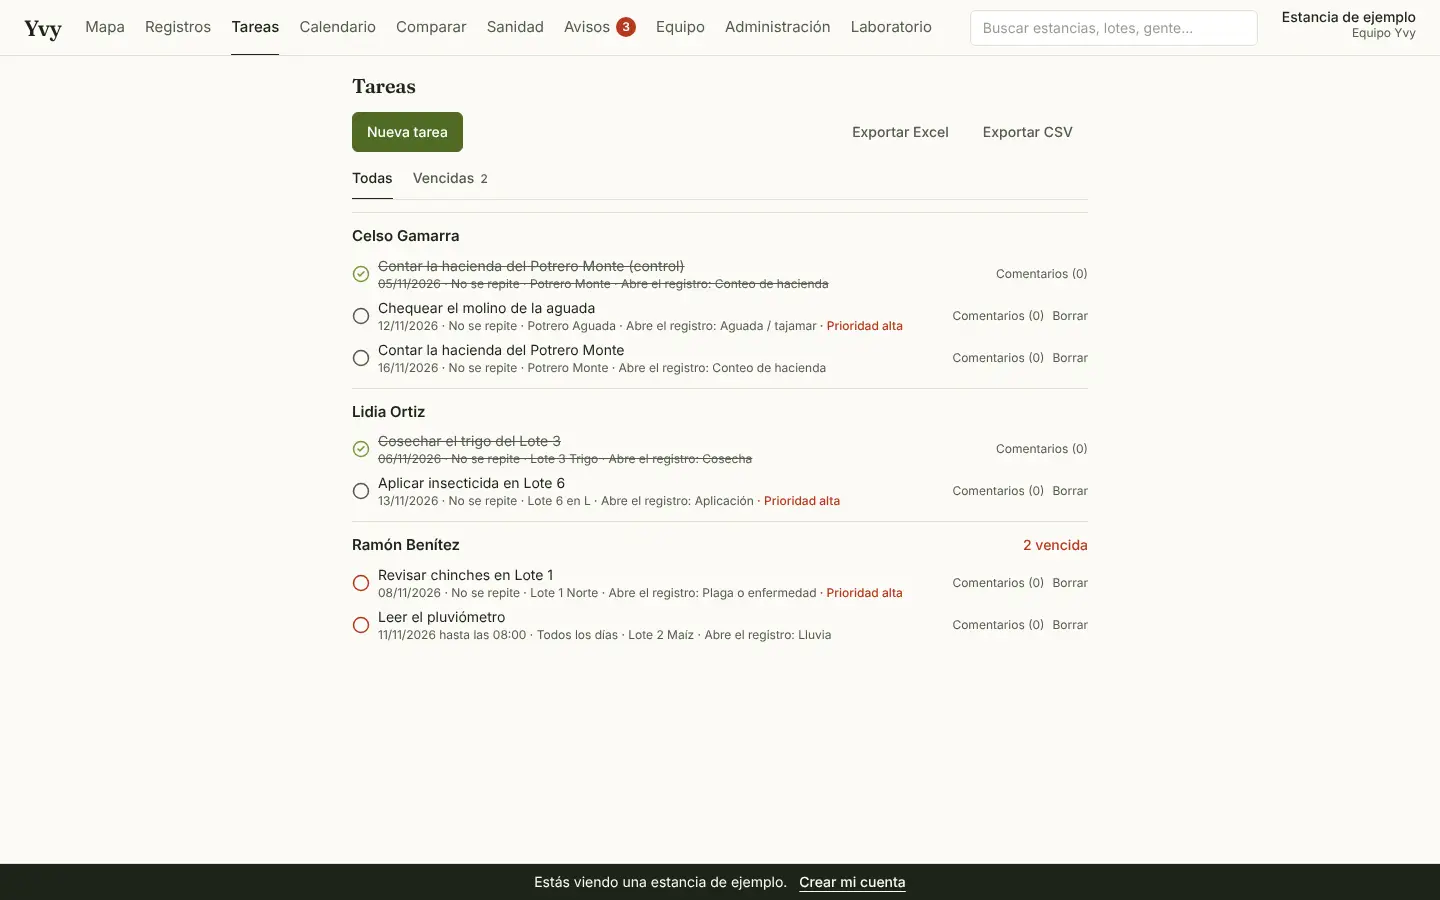 Yvy
Mapa
Registros
Tareas
Calendario
Comparar
Sanidad
Avisos 3
Equipo
Administración
Laboratorio
Buscar estancias, lotes, gente...
Estancia de ejemplo
Equipo Yvy
Tareas
Nueva tarea
Exportar Excel
Exportar CSV
Todas
Vencidas 2
Celso Gamarra
Contar la hacienda del Potrero Monte (control)
05/11/2026 · No se repite · Potrero Monte · Abre el registro: Conteo de hacienda
Comentarios (0)
Chequear el molino de la aguada
12/11/2026 · No se repite · Potrero Aguada · Abre el registro: Aguada / tajamar · Prioridad alta
Comentarios (0) Borrar
Contar la hacienda del Potrero Monte
16/11/2026 · No se repite · Potrero Monte · Abre el registro: Conteo de hacienda
Comentarios (0) Borrar
Lidia Ortiz
Cosechar el trigo del Lote 3
06/11/2026 · No se repite · Lote 3 Trigo · Abre el registro: Cosecha
Comentarios (0)
Aplicar insecticida en Lote 6
13/11/2026 · No se repite · Lote 6 en L · Abre el registro: Aplicación · Prioridad alta
Comentarios (0) Borrar
Ramón Benítez
2 vencida
Revisar chinches en Lote 1
08/11/2026 · No se repite · Lote 1 Norte · Abre el registro: Plaga o enfermedad · Prioridad alta
Comentarios (0) Borrar
Leer el pluviómetro
11/11/2026 hasta las 08:00 · Todos los días · Lote 2 Maíz · Abre el registro: Lluvia
Comentarios (0) Borrar
Estás viendo una estancia de ejemplo. Crear mi cuenta